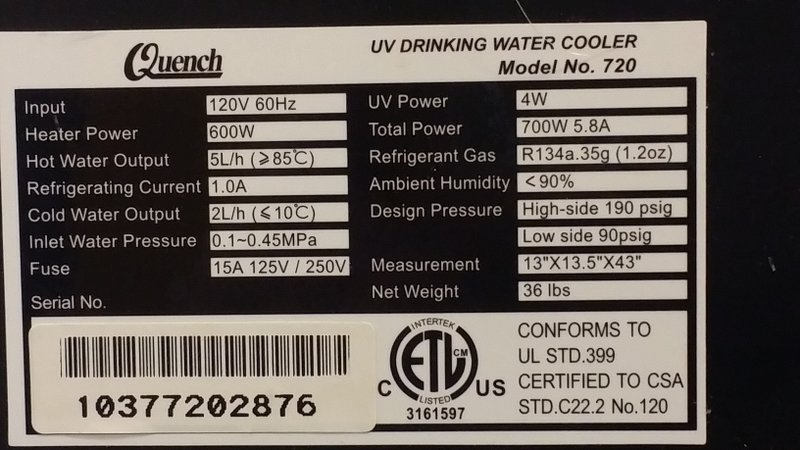 Quench
UV DRINKING WATER COOLER
Model No. 720
Input 120V 60Hz
Heater Power 600W
Hot Water Output 5L/h (⩾85℃)
Refrigerating Current 1.0A
Cold Water Output 2L/h (⩽10℃)
Inlet Water Pressure 0.1~0.45MPa
Fuse 15A 125V / 250V
Serial No.
UV Power 4W
Total Power 700W 5.8A
Refrigerant Gas R134a.35g (1.2oz)
Ambient Humidity <90%
Design Pressure High-side 190 psig
Low side 90psig
Measurement 13"X13.5"X43"
Net Weight 36 lbs
10377202876
INTERTEK
ETL CM
C US
LISTED
3161597
CONFORMS TO
UL STD.399
CERTIFIED TO CSA
STD.C22.2 No.120